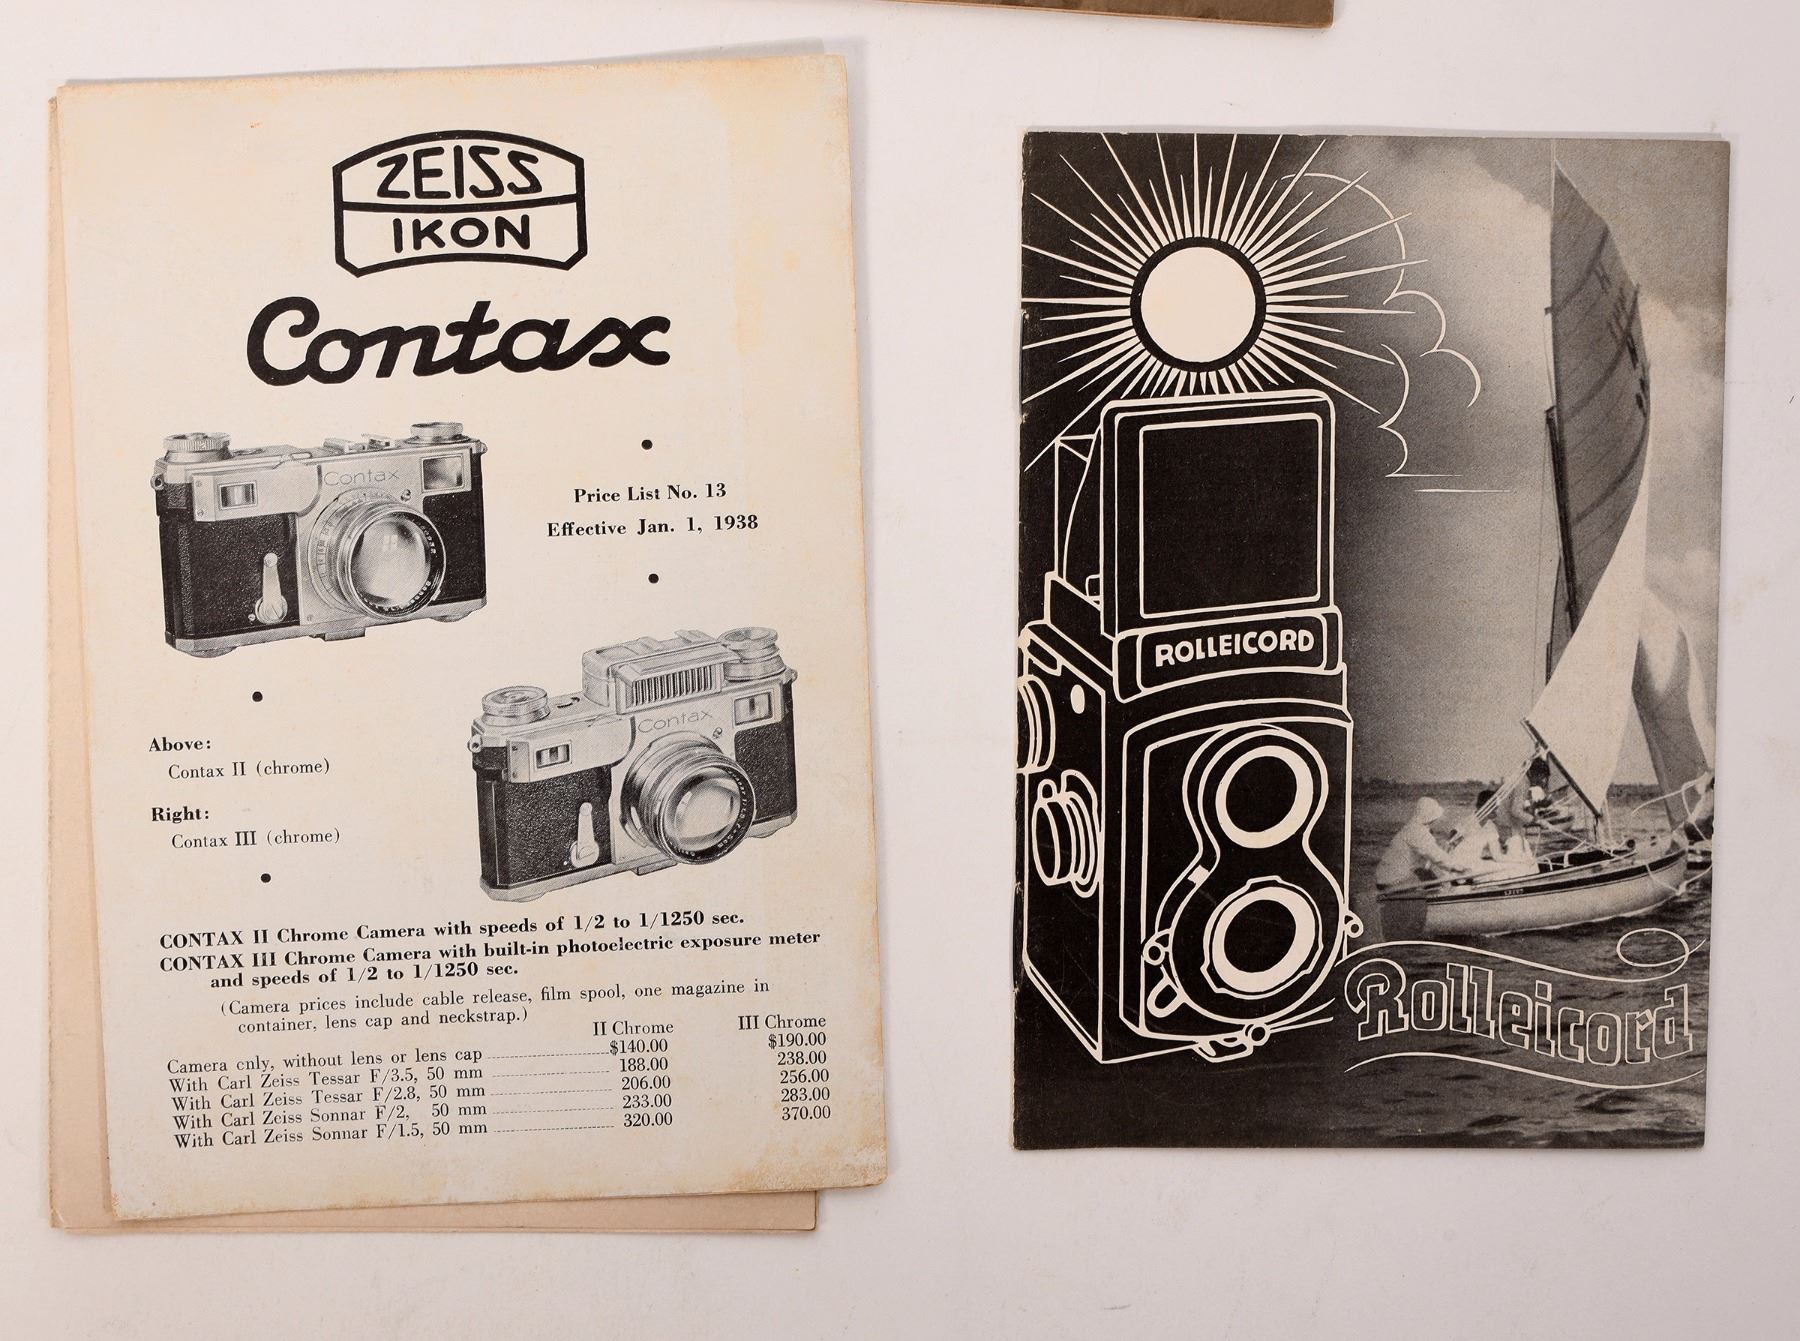 ZEISS
IKON
Contax
Contax
Price List No. 13
Effective Jan. 1, 1938
Contax
Above:
Contax II (chrome)
Right:
Contax III (chrome)
CONTAX II Chrome Camera with speeds of 1/2 to 1/1250 sec.
CONTAX III Chrome Camera with built-in photoelectric exposure meter
and speeds of 1/2 to 1/1250 sec.
(Camera prices include cable release, film spool, one magazine in
container, lens cap and neckstrap.)
II Chrome III Chrome
Camera cnly, without lens or lens cap $140.00 $190.00
With Carl Zeiss Tessar F/3.5, 50 mm 188.00 238.00
With Carl Zeiss Tessar F/2.8, 50 mm 206.00 256.00
With Carl Zeiss Sonnar F/2, 50 mm 233.00 283.00
With Carl Zeiss Sonnar F/1.5, 50 mm 320.00 370.00
ROLLEICORD
Rolleicord